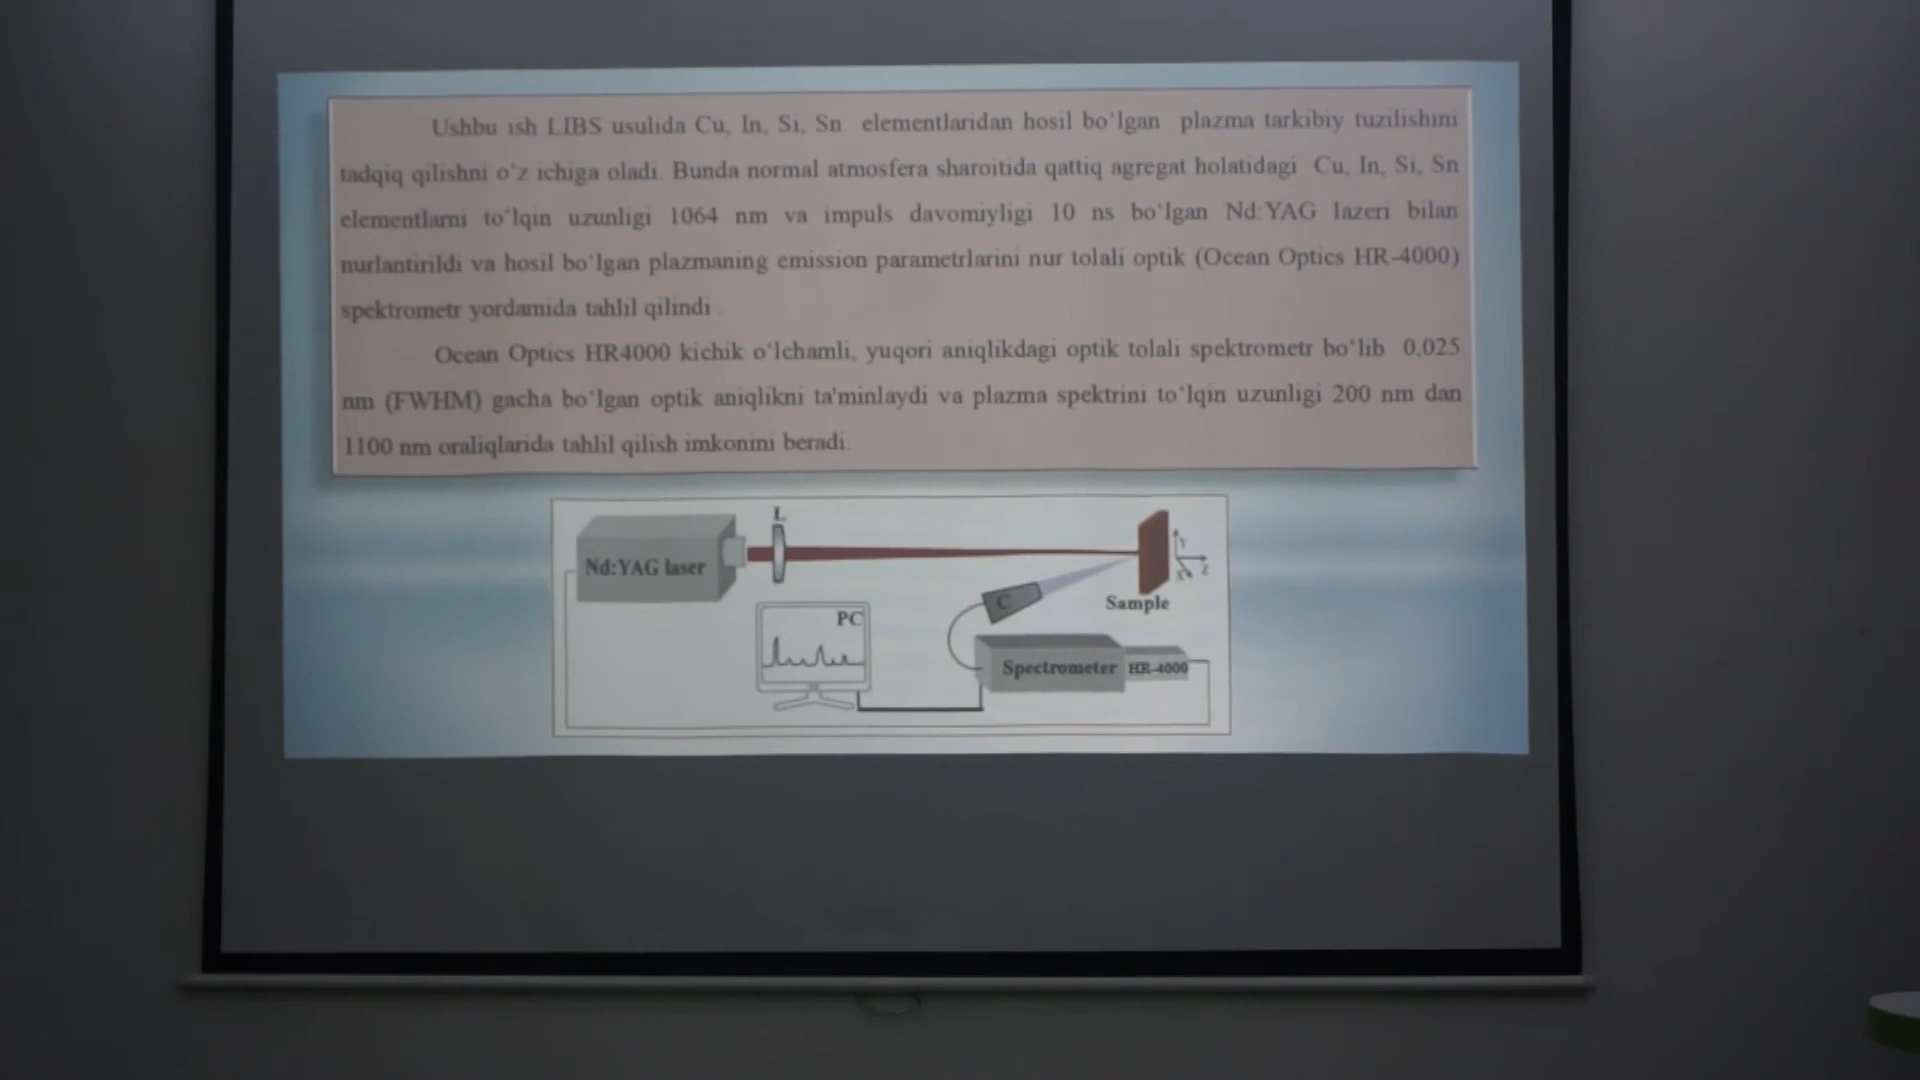 Ushbu ish LIBS usulida Cu, In, Si, Sn elementlaridan hosil bo‘lgan plazma tarkibiy tuzilishini
tadqiq qilishni o‘z ichiga oladi. Bunda normal atmosfera sharoitida qattiq agregat holatidagi Cu, In, Si, Sn
elementlarni to‘lqin uzunligi 1064 nm va impuls davomiyligi 10 ns bo‘lgan Nd:YAG lazeri bilan
nurlantirildi va hosil bo‘lgan plazmaning emission parametrlarini nur tolali optik (Ocean Optics HR-4000)
spektrometr yordamida tahlil qilindi .
Ocean Optics HR4000 kichik o‘lchamli, yuqori aniqlikdagi optik tolali spektrometr bo‘lib 0,025
nm (FWHM) gacha bo‘lgan optik aniqlikni ta'minlaydi va plazma spektrini to‘lqin uzunligi 200 nm dan
1100 nm oraliqlarida tahlil qilish imkonini beradi.
L
Nd:YAG laser
Y
X
Z
C
Sample
PC
Spectrometer HR-4000